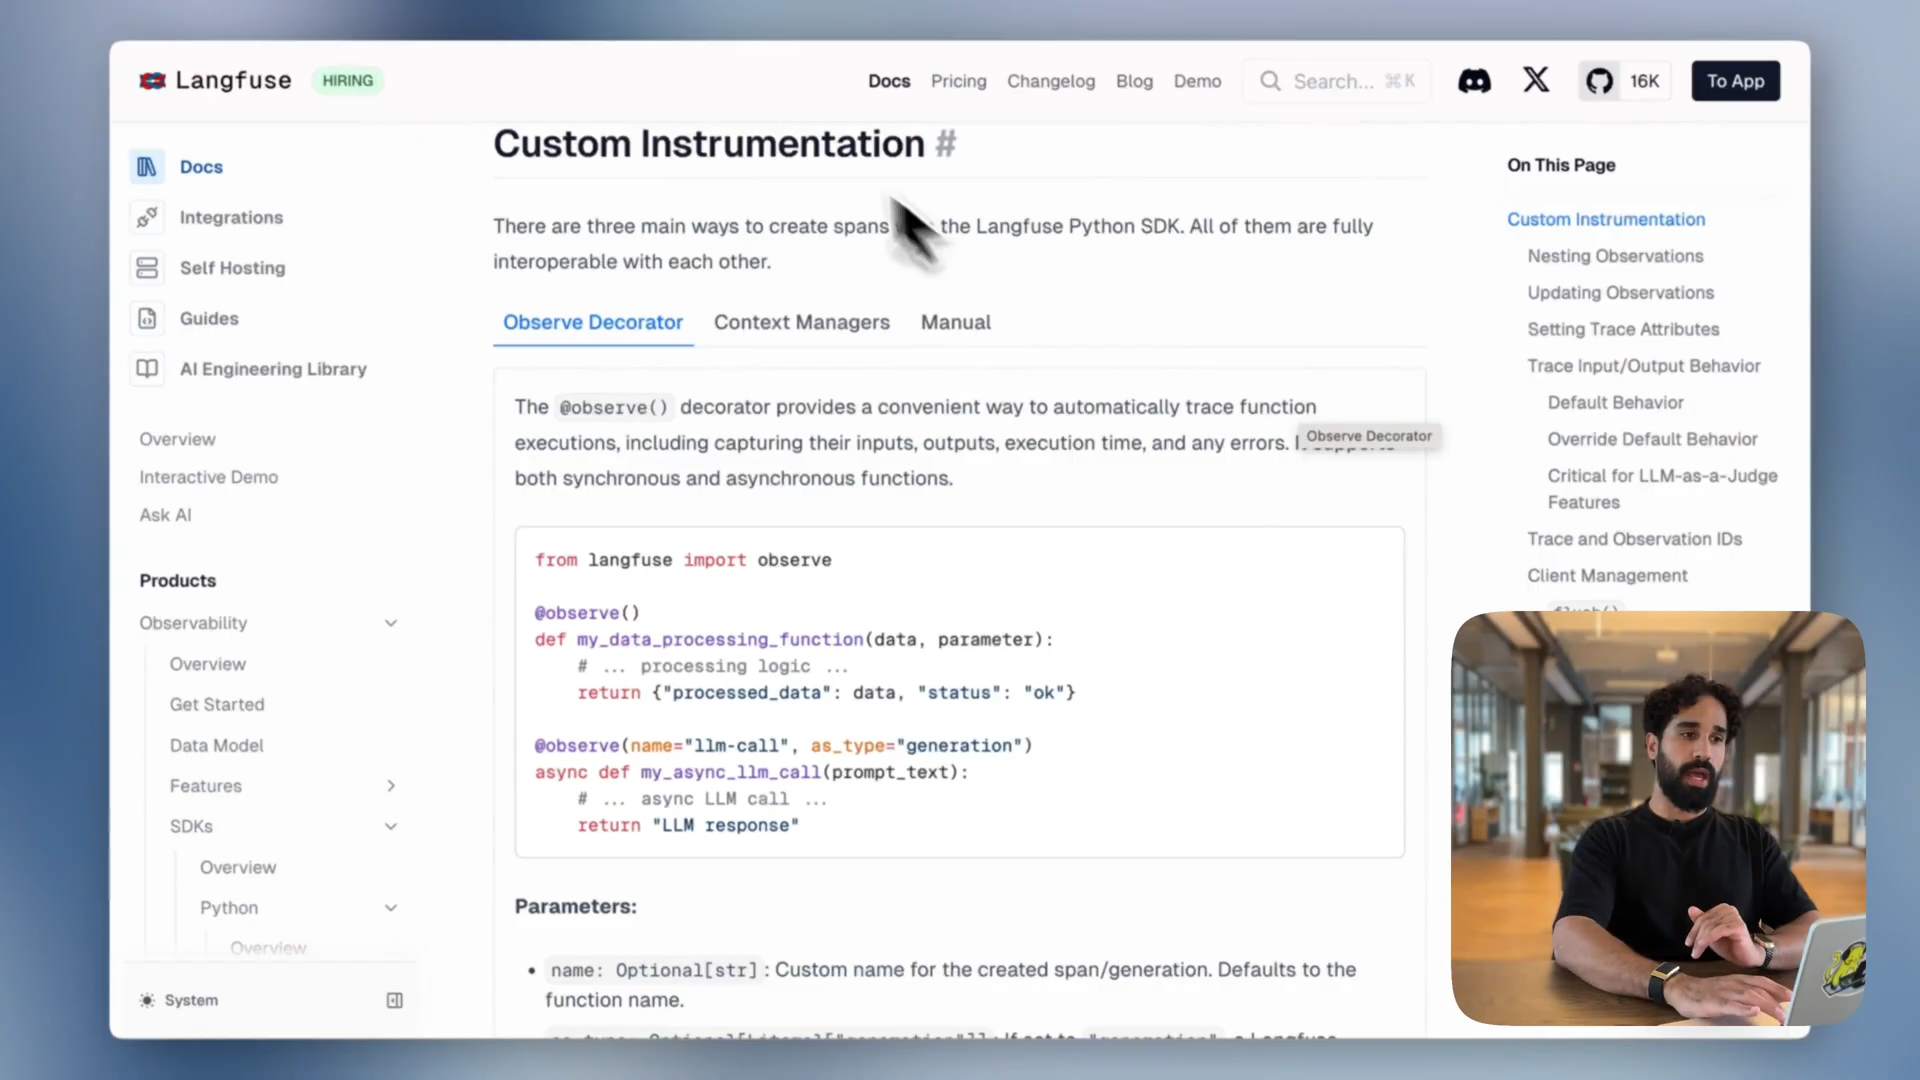 Langfuse
HIRING
Docs
Pricing
Changelog
Blog
Demo
Search... ⌘ K
16K
To App
Docs
Integrations
Self Hosting
Guides
AI Engineering Library
Overview
Interactive Demo
Ask AI
Products
Observability
Overview
Get Started
Data Model
Features
SDKs
Overview
Python
Overview
System
Custom Instrumentation #
There are three main ways to create spans the Langfuse Python SDK. All of them are fully
interoperable with each other.
Observe Decorator
Context Managers
Manual
The @observe() decorator provides a convenient way to automatically trace function
executions, including capturing their inputs, outputs, execution time, and any errors.
Observe Decorator
both synchronous and asynchronous functions.
from langfuse import observe
@observe()
def my_data_processing_function(data, parameter):
# ... processing logic ...
return {"processed_data": data, "status": "ok"}
@observe(name="llm-call", as_type="generation")
async def my_async_llm_call(prompt_text):
# ... async LLM call ...
return "LLM response"
Parameters:
• name: Optional[str] : Custom name for the created span/generation. Defaults to the
function name.
On This Page
Custom Instrumentation
Nesting Observations
Updating Observations
Setting Trace Attributes
Trace Input/Output Behavior
Default Behavior
Override Default Behavior
Critical for LLM-as-a-Judge
Features
Trace and Observation IDs
Client Management